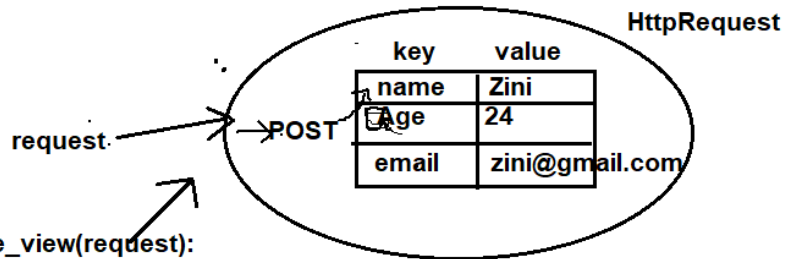 HttpRequest
key value
name Zini
Age 24
request POST
email zini@gmail.com
e_view(request):